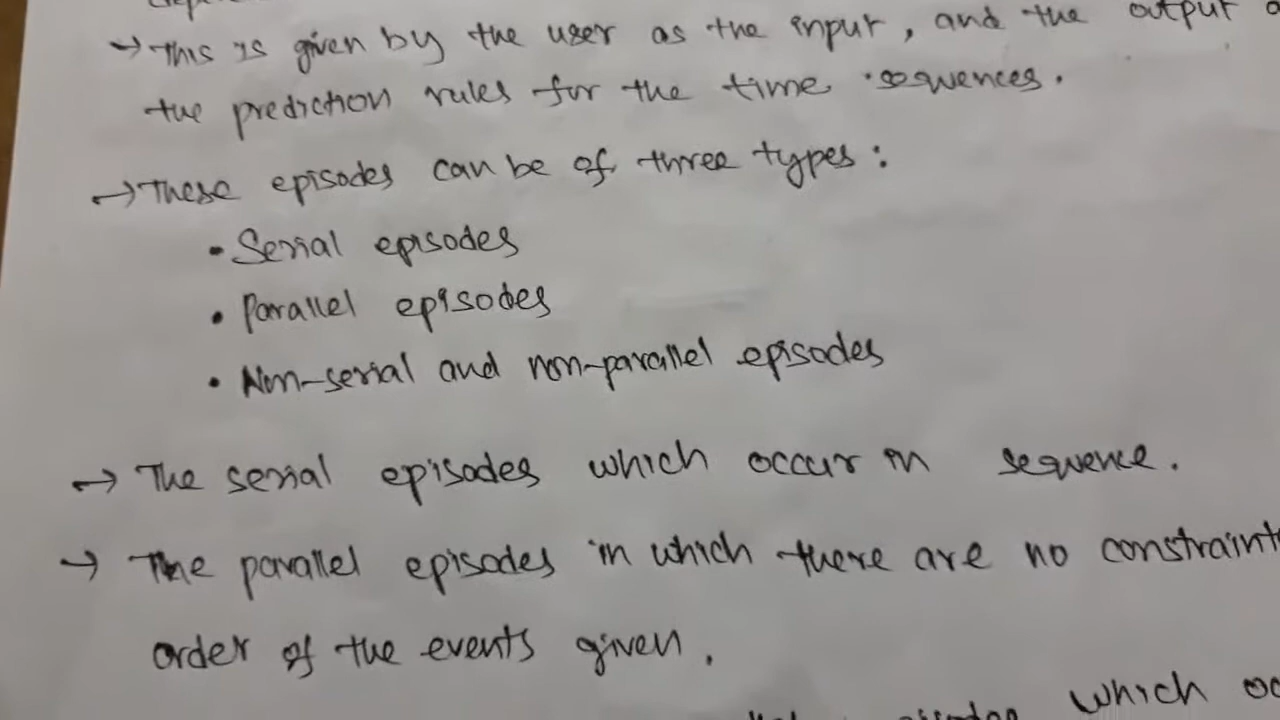 → This is given by the user as the input, and the output
the prediction rules for the time sequences.
→ These episodes can be of three types:
• Serial episodes
• Parallel episodes
• Non-serial and non-parallel episodes
→ The serial episodes which occur in sequence.
→ The parallel episodes in which there are no constraint
order of the events given.
which